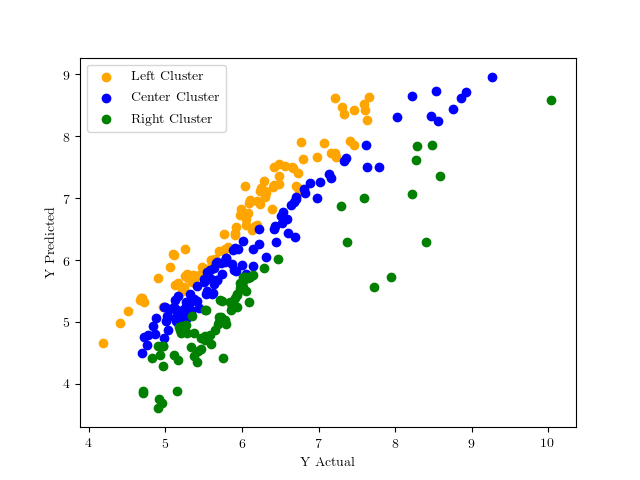 Left Cluster
Center Cluster
Right Cluster
9
8
7
6
5
4
Y Predicted
4 5 6 7 8 9 10
Y Actual